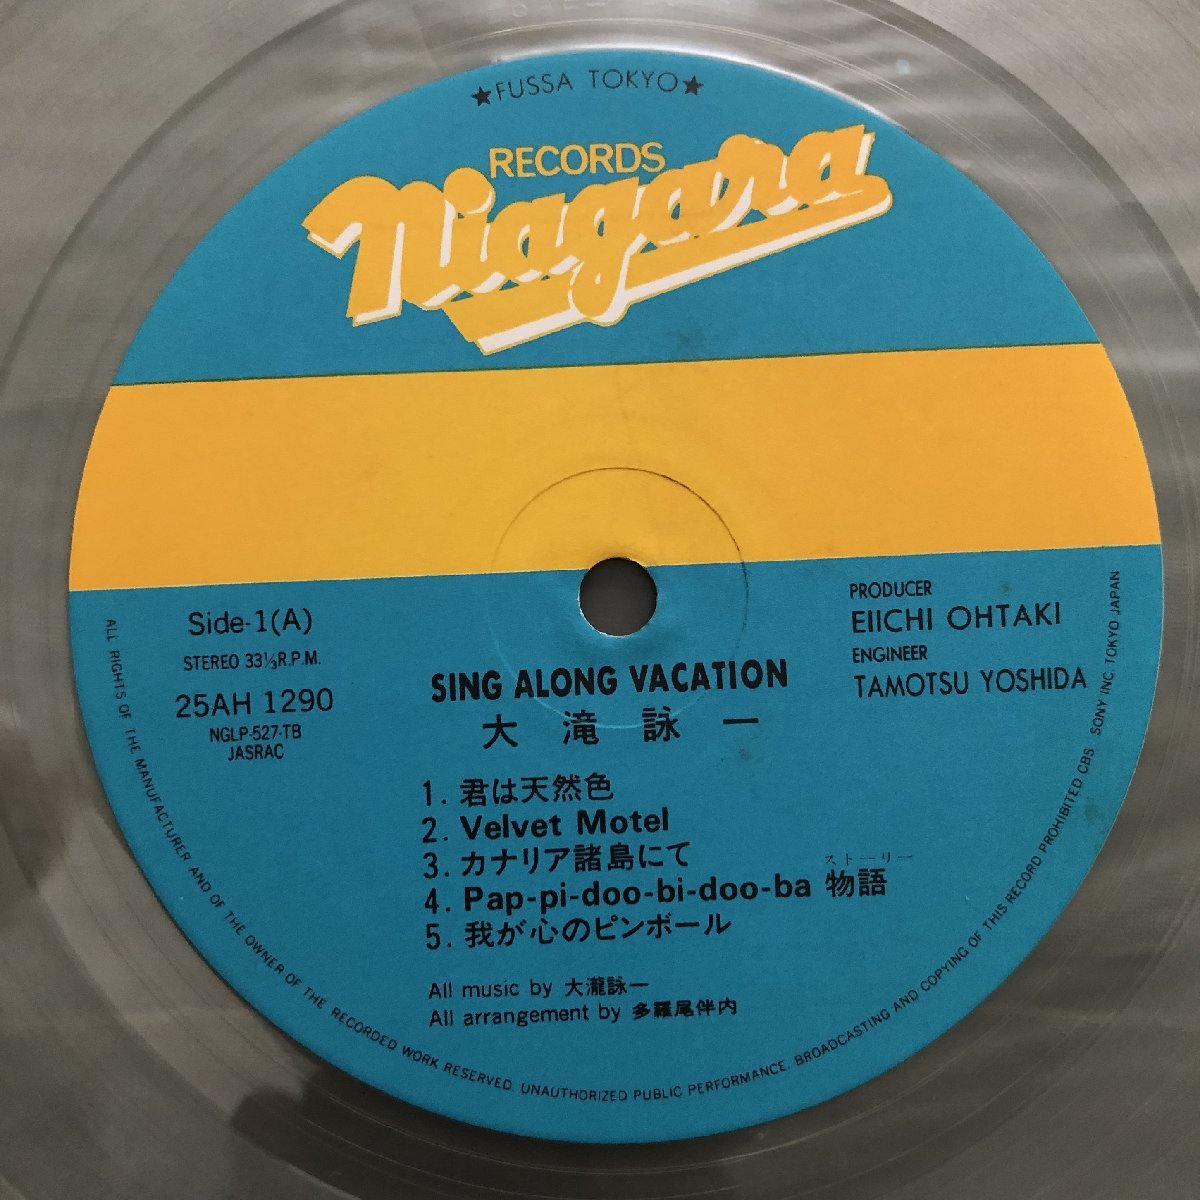 ★FUSSA TOKYO★
RECORDS
Niagara
Side-1(A)
STEREO 33⅓R.P.M.
25AH 1290
NGLP-527-TB
JASRAC
PRODUCER
EIICHI OHTAKI
ENGINEER
TAMOTSU YOSHIDA
SING ALONG VACATION
大滝詠一
1. 君は天然色
2. Velvet Motel
3. カナリア諸島にて
ストーリー
4. Pap-pi-doo-bi-doo-ba 物語
5. 我が心のピンボール
All music by 大瀧詠一
All arrangement by 多羅尾伴内
ALL RIGHTS OF THE MANUFACTURER AND OF THE OWNER OF THE RECORDED WORK RESERVED. UNAUTHORIZED PUBLIC PERFORMANCE. BROADCASTING AND COPYING OF THIS RECORD PROHIBITED CBS SONY INC. TOKYO JAPAN